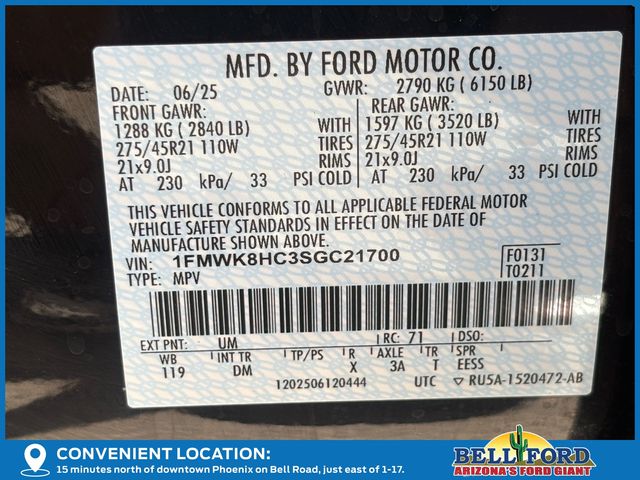 MFD. BY FORD MOTOR CO.
DATE: 06/25 GVWR: 2790 KG ( 6150 LB)
FRONT GAWR: REAR GAWR:
1288 KG ( 2840 LB) 1597 KG ( 3520 LB) WITH
275/45R21 110W 275/45R21 110W TIRES
21x9.0J 21x9.0J RIMS
AT 230 kPa/ 33 PSI COLD AT 230 kPa/ 33 PSI COLD
WITH
TIRES
RIMS
THIS VEHICLE CONFORMS TO ALL APPLICABLE FEDERAL MOTOR
VEHICLE SAFETY STANDARDS IN EFFECT ON THE DATE OF
MANUFACTURE SHOWN ABOVE.
VIN: 1FMWK8HC3SGC21700 F0131
TYPE: MPV T0211
EXT PNT: UM RC: 71 DSO:
WB INT TR TP/PS R AXLE TR SPR
119 DM X 3A T EESS
1202506120444 UTC ▽ RU5A-1520472-AB
CONVENIENT LOCATION:
15 minutes north of downtown Phoenix on Bell Road, just east of 1-17.
BELL FORD
ARIZONA'S FORD GIANT